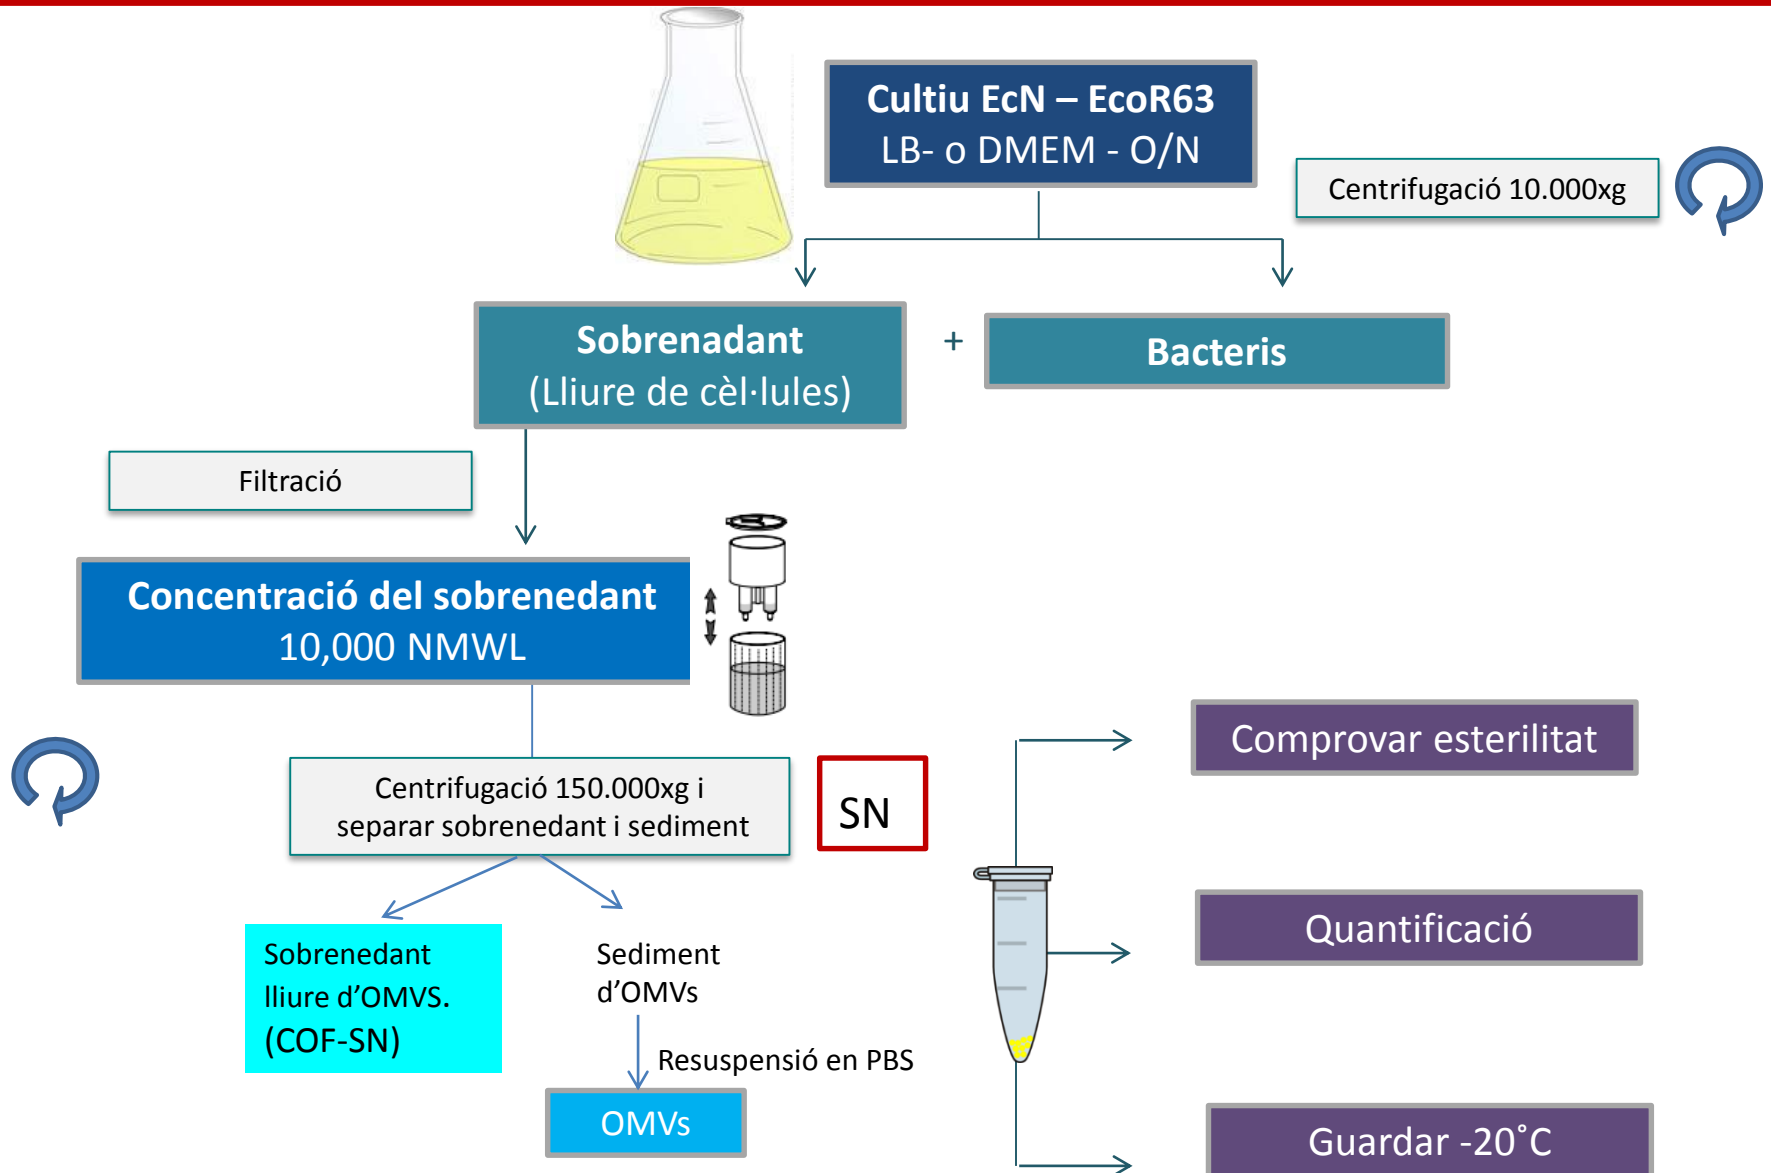 Cultiu EcN – EcoR63
LB- o DMEM - O/N
Centrifugació 10.000xg
Sobrenadant
(Lliure de cèl·lules)
+
Bacteris
Filtració
Concentració del sobrenedant
10,000 NMWL
Centrifugació 150.000xg i
separar sobrenedant i sediment
SN
Sobrenedant
lliure d’OMVS.
(COF-SN)
Sediment
d’OMVs
Resuspensió en PBS
OMVs
Comprovar esterilitat
Quantificació
Guardar -20˚C